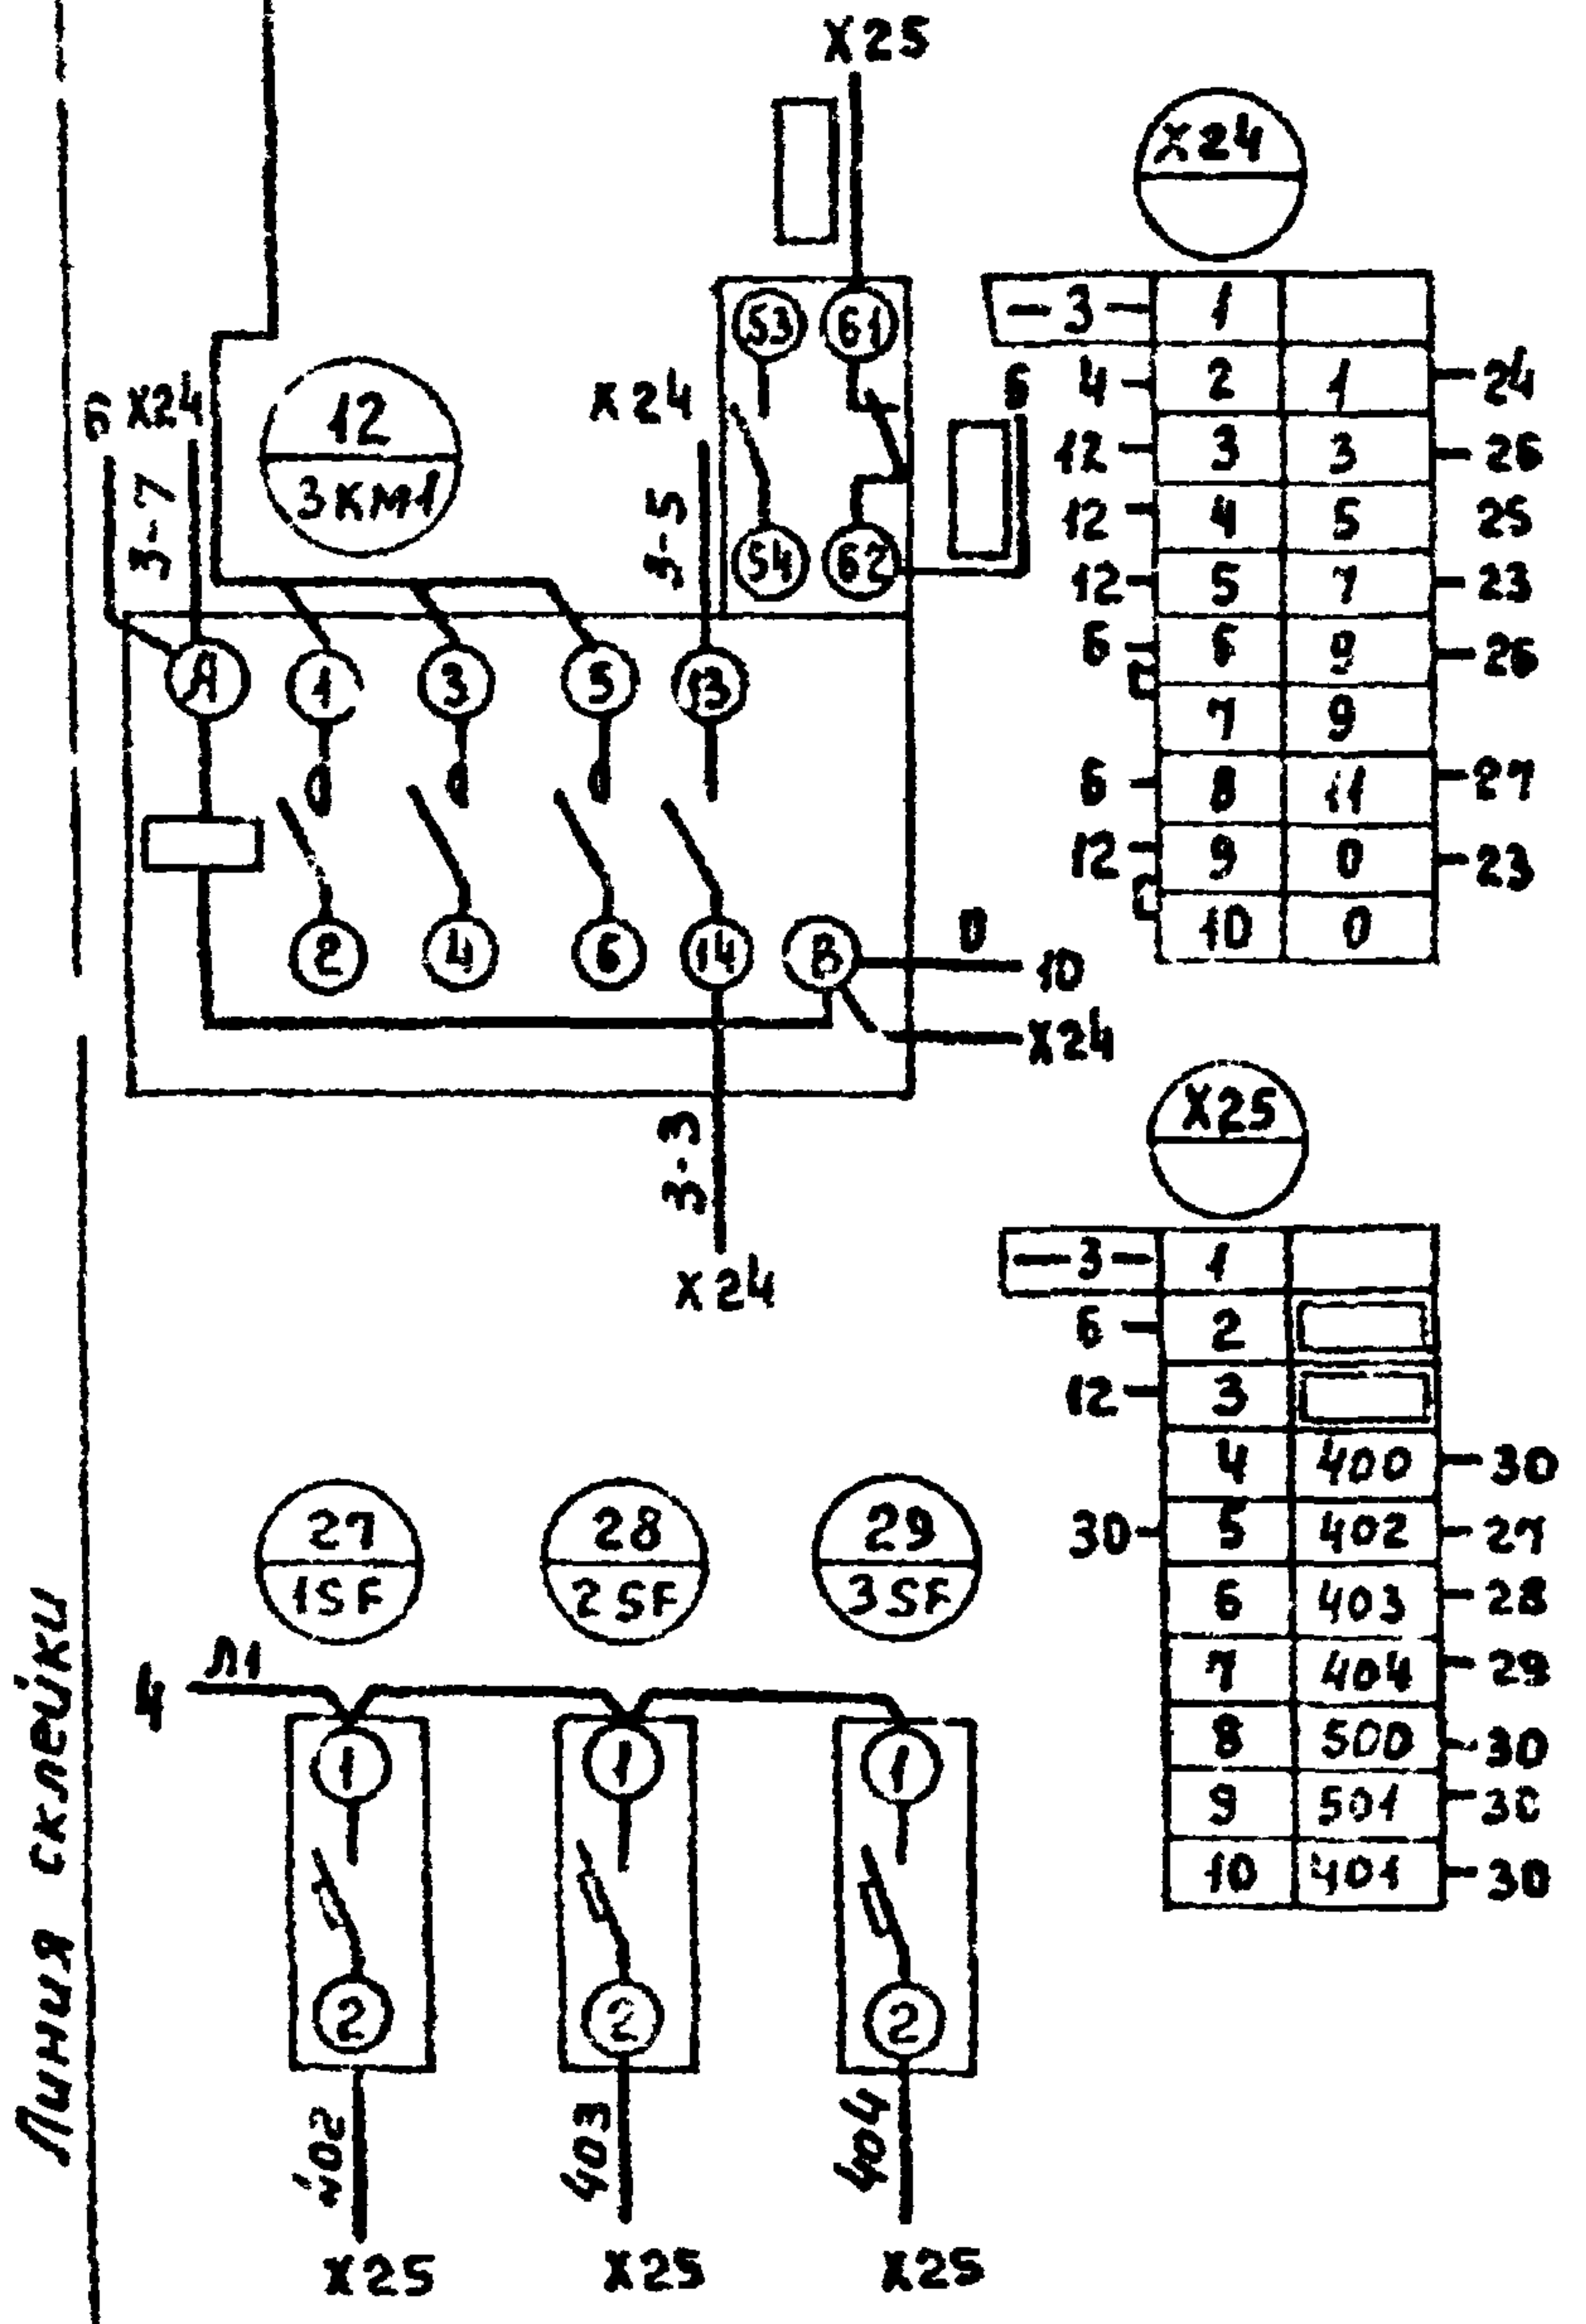 X25
X24
53 61
6 X24
12
3КМ1
X24
6
3-7
3-5
54 62
А 1 3 5 13
2 4 6 14 В
0
10
X24
3-3
X24
— 3 — 1
4 2 1 24
12 3 3 26
12 4 5 25
12 5 7 23
6 6 9 26
7 9
6 8 11 27
12 9 0 23
10 0
X25
— 3 — 1
6 2
12 3
4 400 30
30 5 402 27
6 403 28
7 404 29
8 500 30
9 501 30
10 401 30
27
1SF
28
2SF
29
3SF
4 Л1
1 1 1
2 2 2
402 403 404
X25 X25 X25
Линия склейки